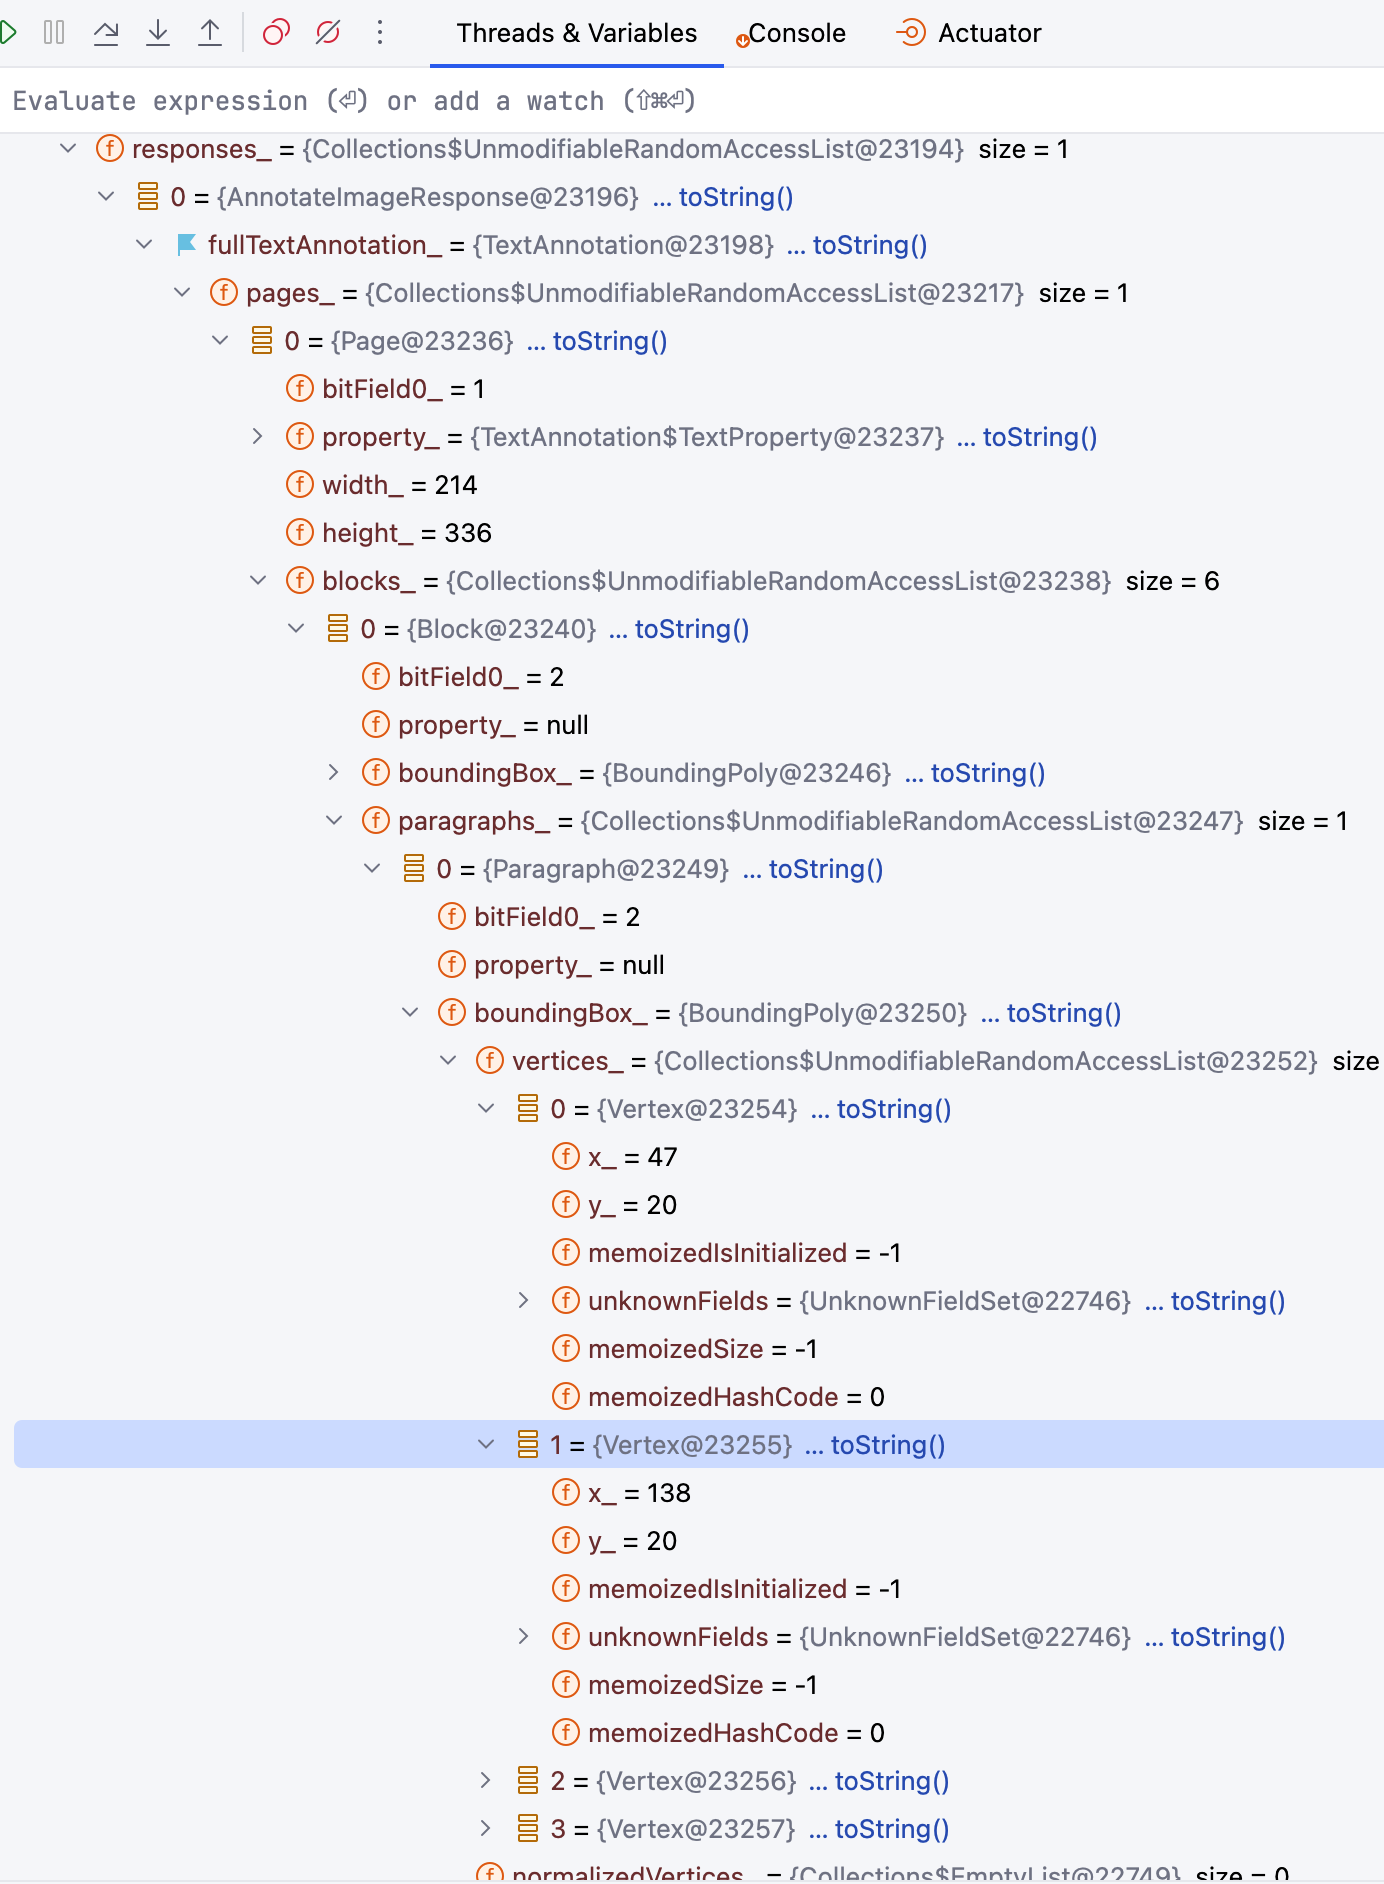 Threads & Variables Console Actuator
Evaluate expression (⏎) or add a watch (⇧⌘⏎)
responses_ = {Collections$UnmodifiableRandomAccessList@23194} size = 1
0 = {AnnotateImageResponse@23196} ... toString()
fullTextAnnotation_ = {TextAnnotation@23198} ... toString()
pages_ = {Collections$UnmodifiableRandomAccessList@23217} size = 1
0 = {Page@23236} ... toString()
bitField0_ = 1
property_ = {TextAnnotation$TextProperty@23237} ... toString()
width_ = 214
height_ = 336
blocks_ = {Collections$UnmodifiableRandomAccessList@23238} size = 6
0 = {Block@23240} ... toString()
bitField0_ = 2
property_ = null
boundingBox_ = {BoundingPoly@23246} ... toString()
paragraphs_ = {Collections$UnmodifiableRandomAccessList@23247} size = 1
0 = {Paragraph@23249} ... toString()
bitField0_ = 2
property_ = null
boundingBox_ = {BoundingPoly@23250} ... toString()
vertices_ = {Collections$UnmodifiableRandomAccessList@23252} size
0 = {Vertex@23254} ... toString()
x_ = 47
y_ = 20
memoizedIsInitialized = -1
unknownFields = {UnknownFieldSet@22746} ... toString()
memoizedSize = -1
memoizedHashCode = 0
1 = {Vertex@23255} ... toString()
x_ = 138
y_ = 20
memoizedIsInitialized = -1
unknownFields = {UnknownFieldSet@22746} ... toString()
memoizedSize = -1
memoizedHashCode = 0
2 = {Vertex@23256} ... toString()
3 = {Vertex@23257} ... toString()
normalizedVertices_ = {Collections$EmptyList@22749} size = 0